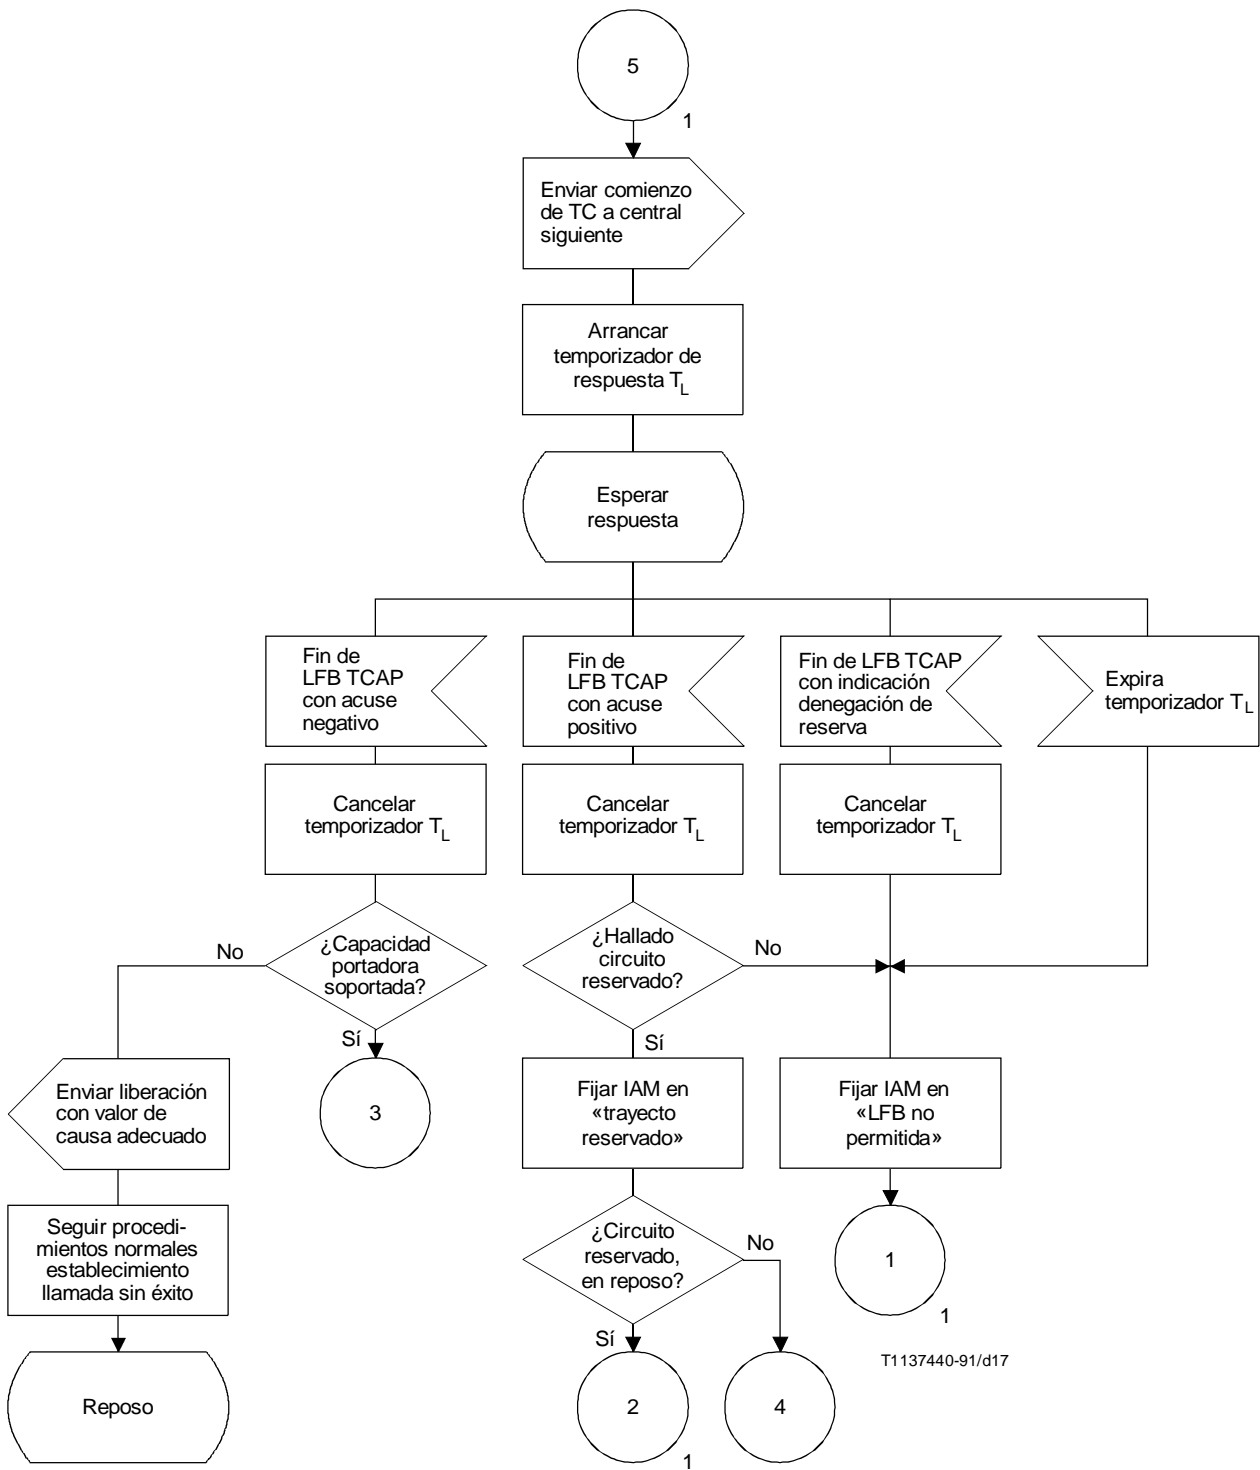 5
1
Enviar comienzo
de TC a central
siguiente
Arrancar
temporizador de
respuesta TL
Esperar
respuesta
Fin de
LFB TCAP
con acuse
negativo
Fin de
LFB TCAP
con acuse
positivo
Fin de LFB TCAP
con indicación
denegación de
reserva
Expira
temporizador TL
Cancelar
temporizador TL
Cancelar
temporizador TL
Cancelar
temporizador TL
No
¿Capacidad
portadora
soportada?
Sí
¿Hallado
circuito
reservado?
No
Sí
Enviar liberación
con valor de
causa adecuado
3
Fijar IAM en
«trayecto
reservado»
Fijar IAM en
«LFB no
permitida»
Seguir procedi-
mientos normales
establecimiento
llamada sin éxito
¿Circuito
reservado,
en reposo?
No
Sí
1
1
T1137440-91/d17
Reposo
2
1
4